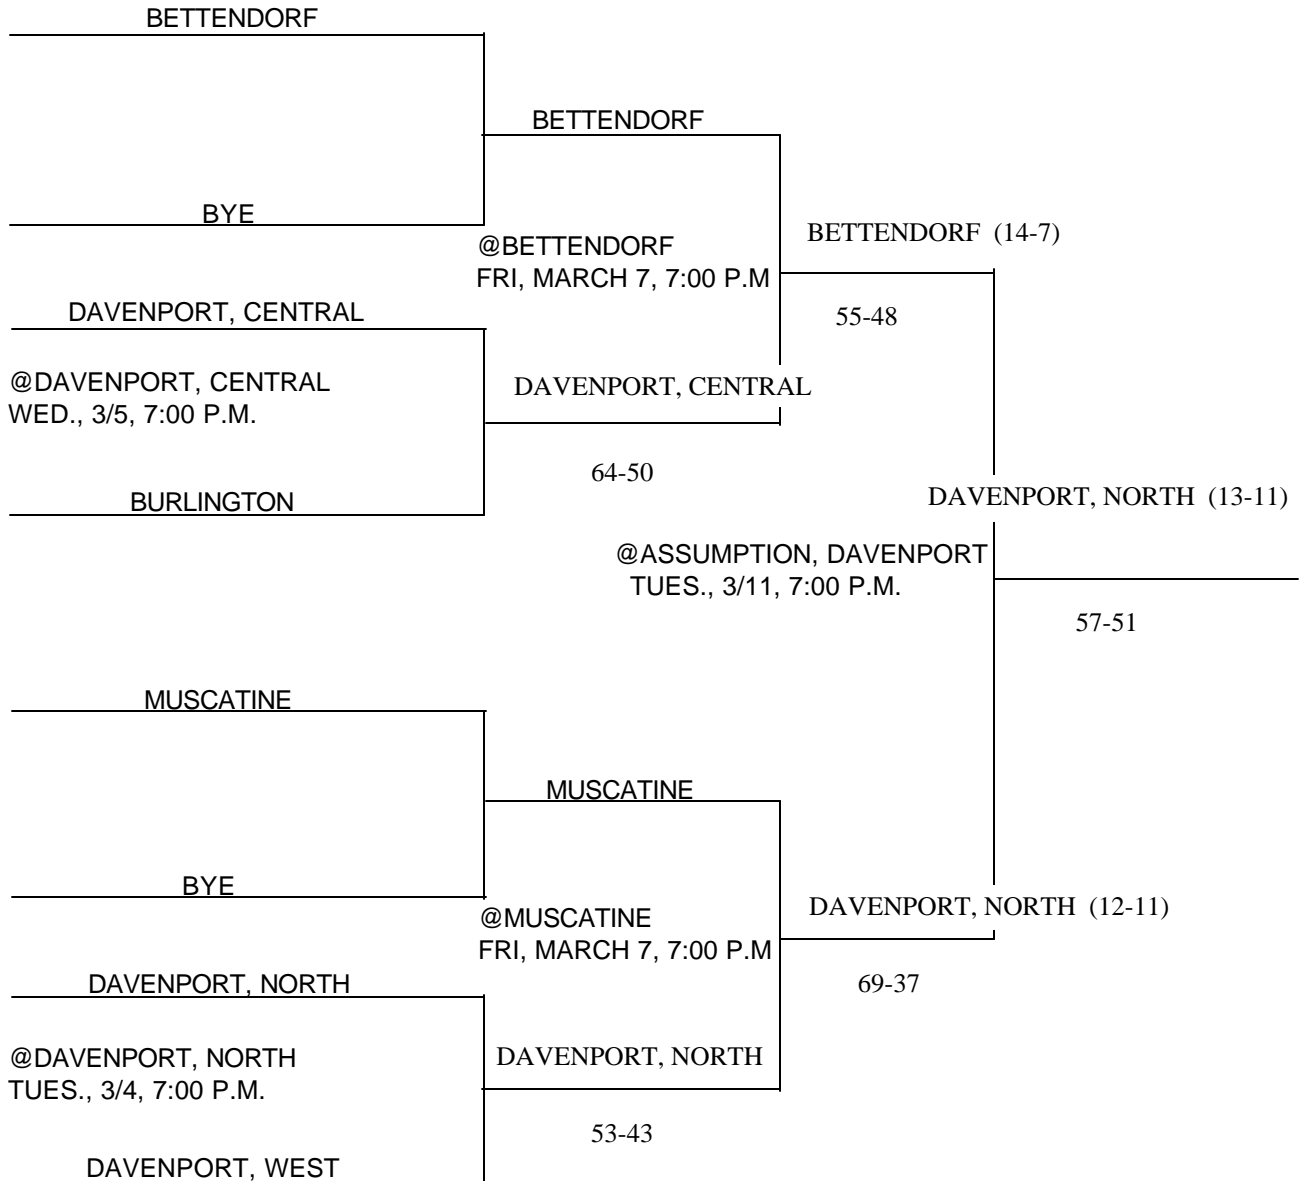 BETTENDORF
BETTENDORF
BYE
@BETTENDORF
FRI, MARCH 7, 7:00 P.M
BETTENDORF (14-7)
55-48
DAVENPORT, CENTRAL
@DAVENPORT, CENTRAL
WED., 3/5, 7:00 P.M.
DAVENPORT, CENTRAL
64-50
BURLINGTON
DAVENPORT, NORTH (13-11)
@ASSUMPTION, DAVENPORT
TUES., 3/11, 7:00 P.M.
57-51
MUSCATINE
MUSCATINE
BYE
@MUSCATINE
FRI, MARCH 7, 7:00 P.M
DAVENPORT, NORTH (12-11)
69-37
DAVENPORT, NORTH
@DAVENPORT, NORTH
TUES., 3/4, 7:00 P.M.
DAVENPORT, NORTH
53-43
DAVENPORT, WEST